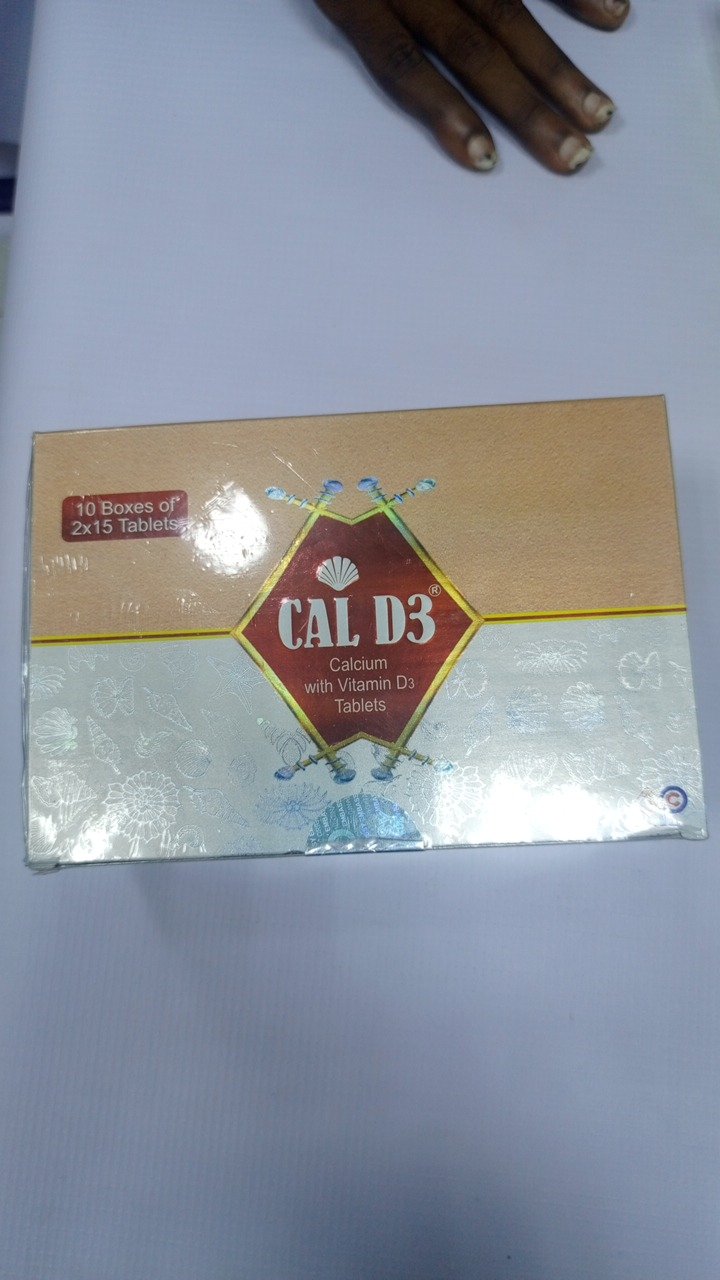 10 Boxes of
2x15 Tablets
CAL D3®
Calcium
with Vitamin D3
Tablets